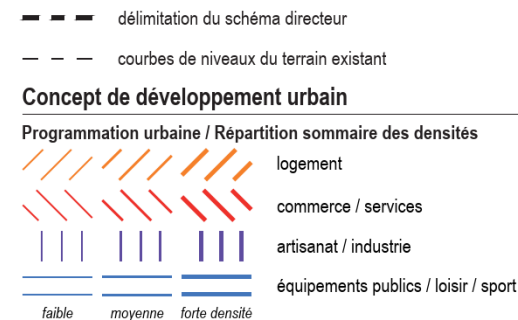 délimitation du schéma directeur
courbes de niveaux du terrain existant
Concept de développement urbain
Programmation urbaine / Répartition sommaire des densités
logement
commerce / services
artisanat / industrie
équipements publics / loisir / sport
faible moyenne forte densité